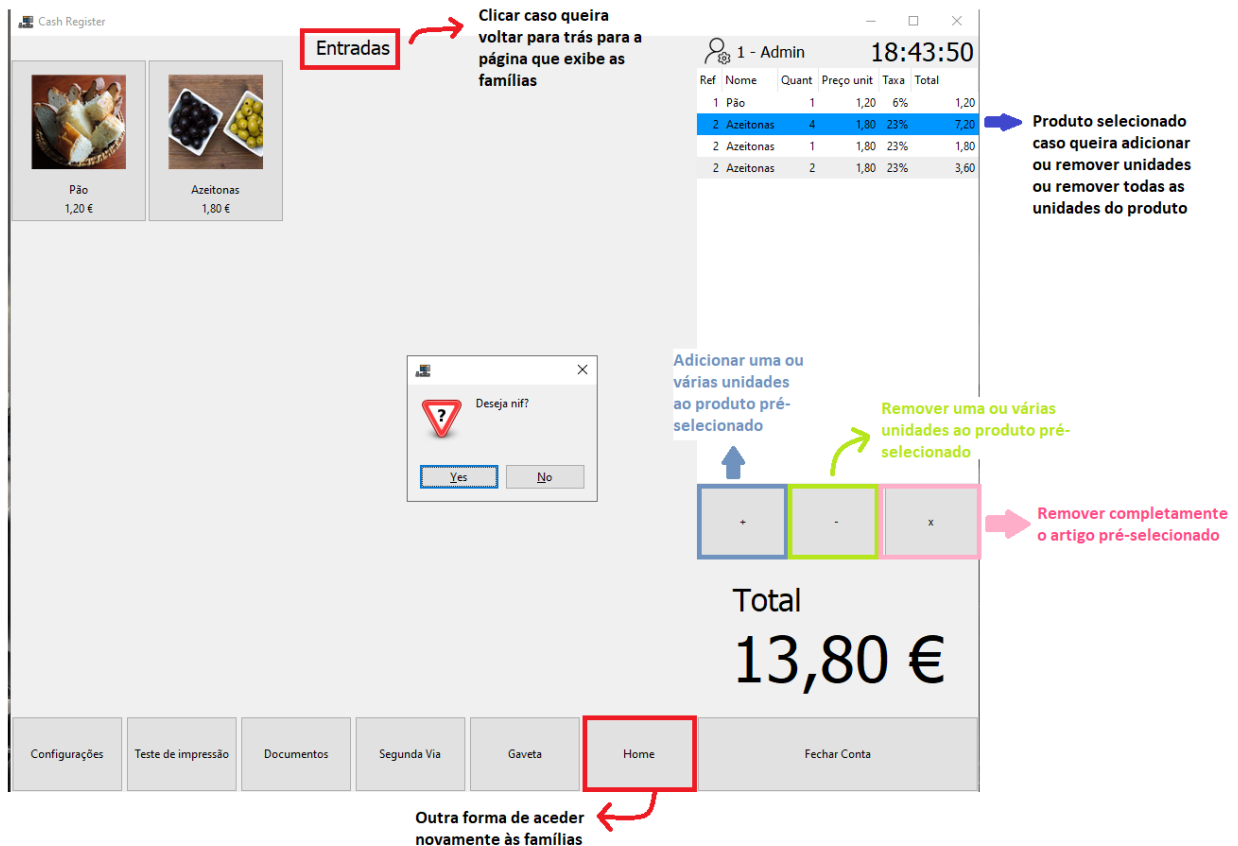 Cash Register
Entradas
Clicar caso queira
voltar para trás para a
página que exibe as
famílias
1 - Admin
18:43:50
Ref Nome Quant Preço unit Taxa Total
1 Pão 1 1,20 6% 1,20
2 Azeitonas 4 1,80 23% 7,20
2 Azeitonas 1 1,80 23% 1,80
2 Azeitonas 2 1,80 23% 3,60
Produto selecionado
caso queira adicionar
ou remover unidades
ou remover todas as
unidades do produto
Pão
1,20 €
Azeitonas
1,80 €
?
Deseja nif?
Yes
No
Adicionar uma ou
várias unidades
ao produto pré-
selecionado
Remover uma ou várias
unidades ao produto pré-
selecionado
+
-
x
Remover completamente
o artigo pré-selecionado
Total
13,80 €
Configurações
Teste de impressão
Documentos
Segunda Via
Gaveta
Home
Fechar Conta
Outra forma de aceder
novamente às famílias